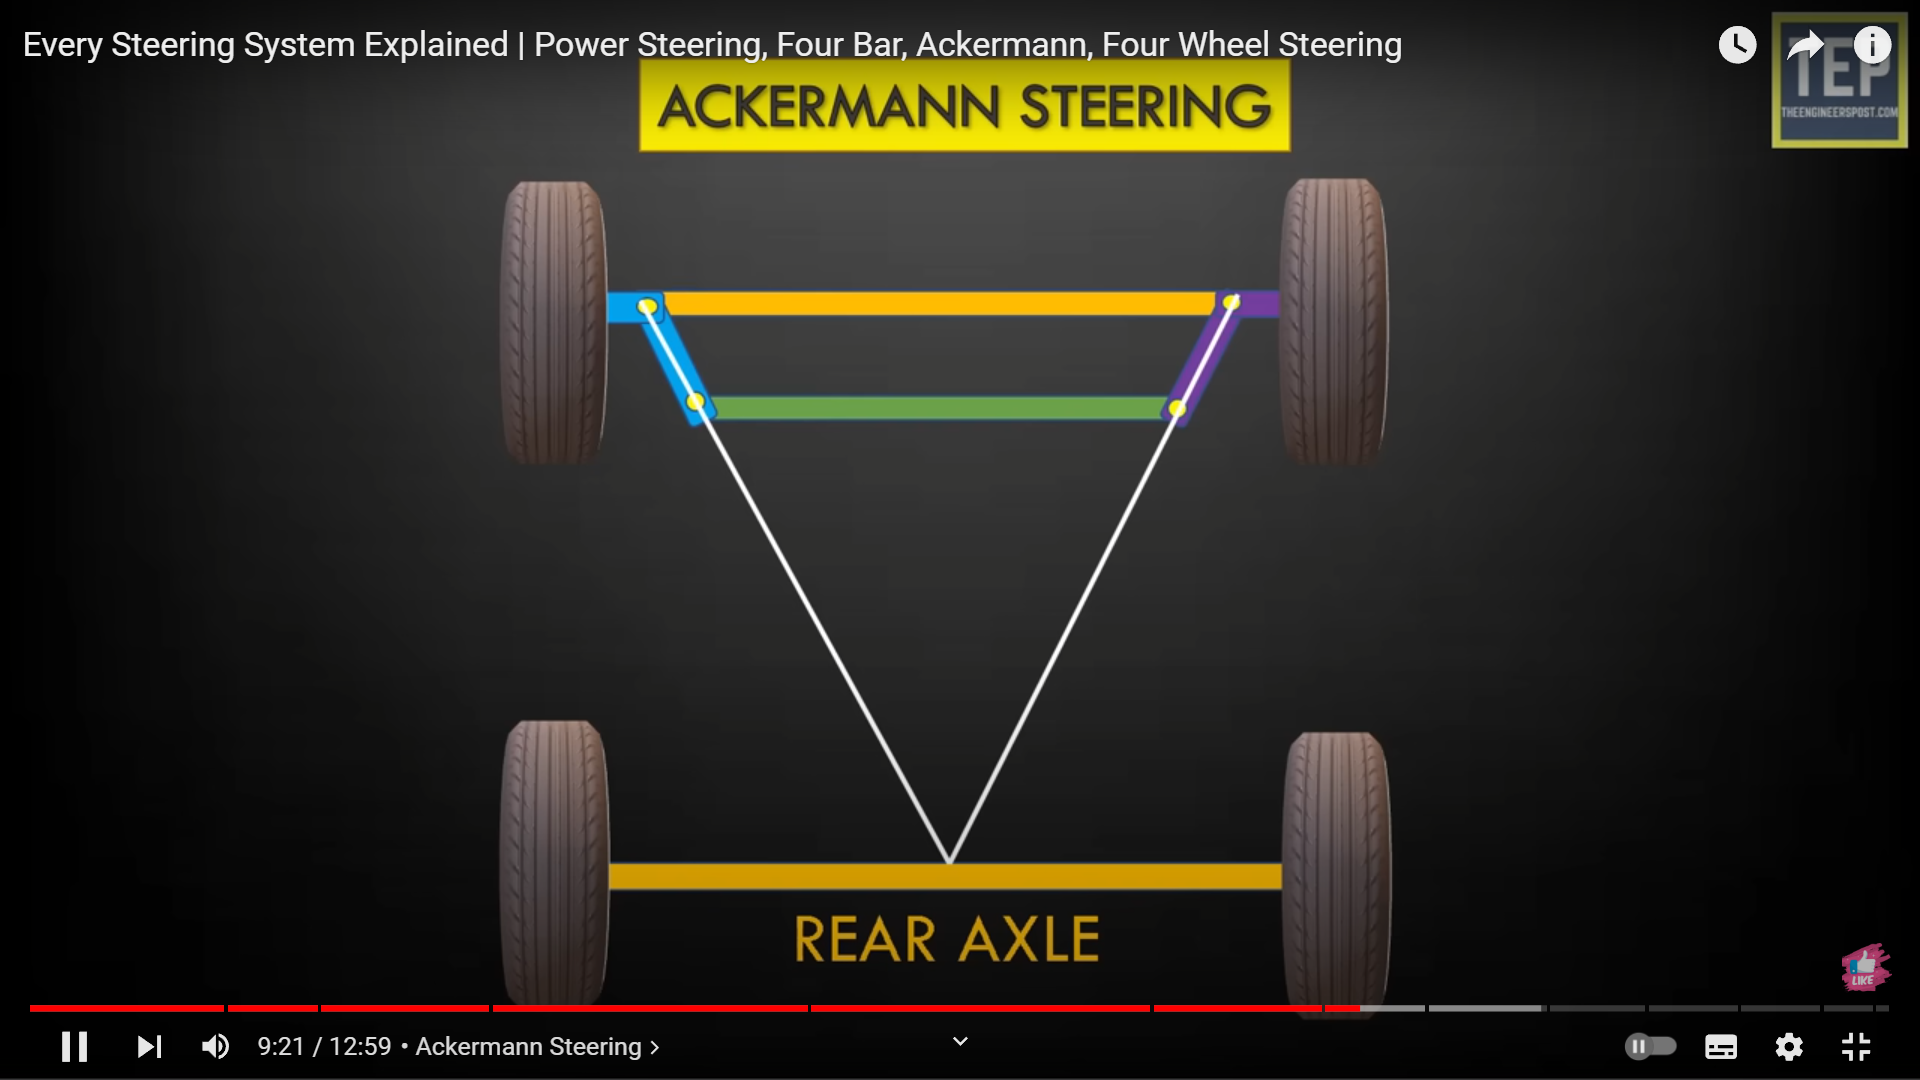 Every Steering System Explained | Power Steering, Four Bar, Ackermann, Four Wheel Steering
TEP
THEENGINEERSPOST.COM
ACKERMANN STEERING
REAR AXLE
LIKE
9:21 / 12:59 • Ackermann Steering